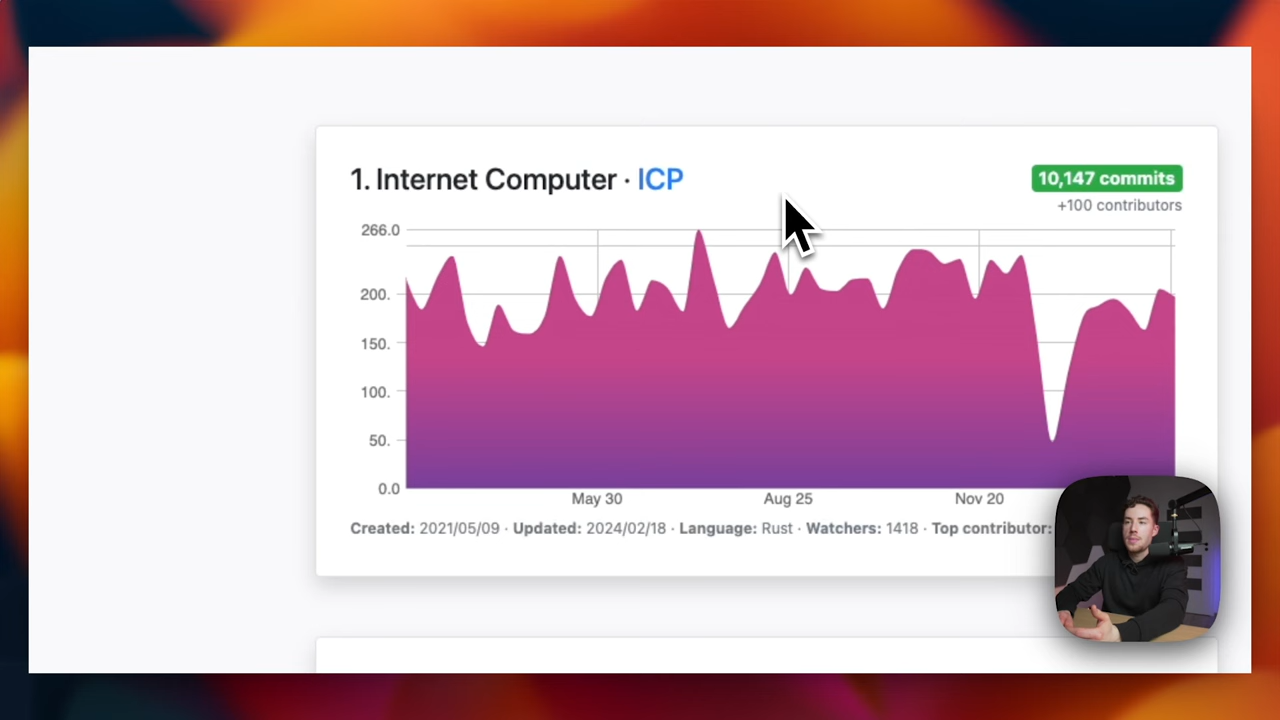 1. Internet Computer · ICP
10,147 commits
+100 contributors
266.0
200.
150.
100.
50.
0.0
May 30
Aug 25
Nov 20
Created: 2021/05/09 · Updated: 2024/02/18 · Language: Rust · Watchers: 1418 · Top contributor: